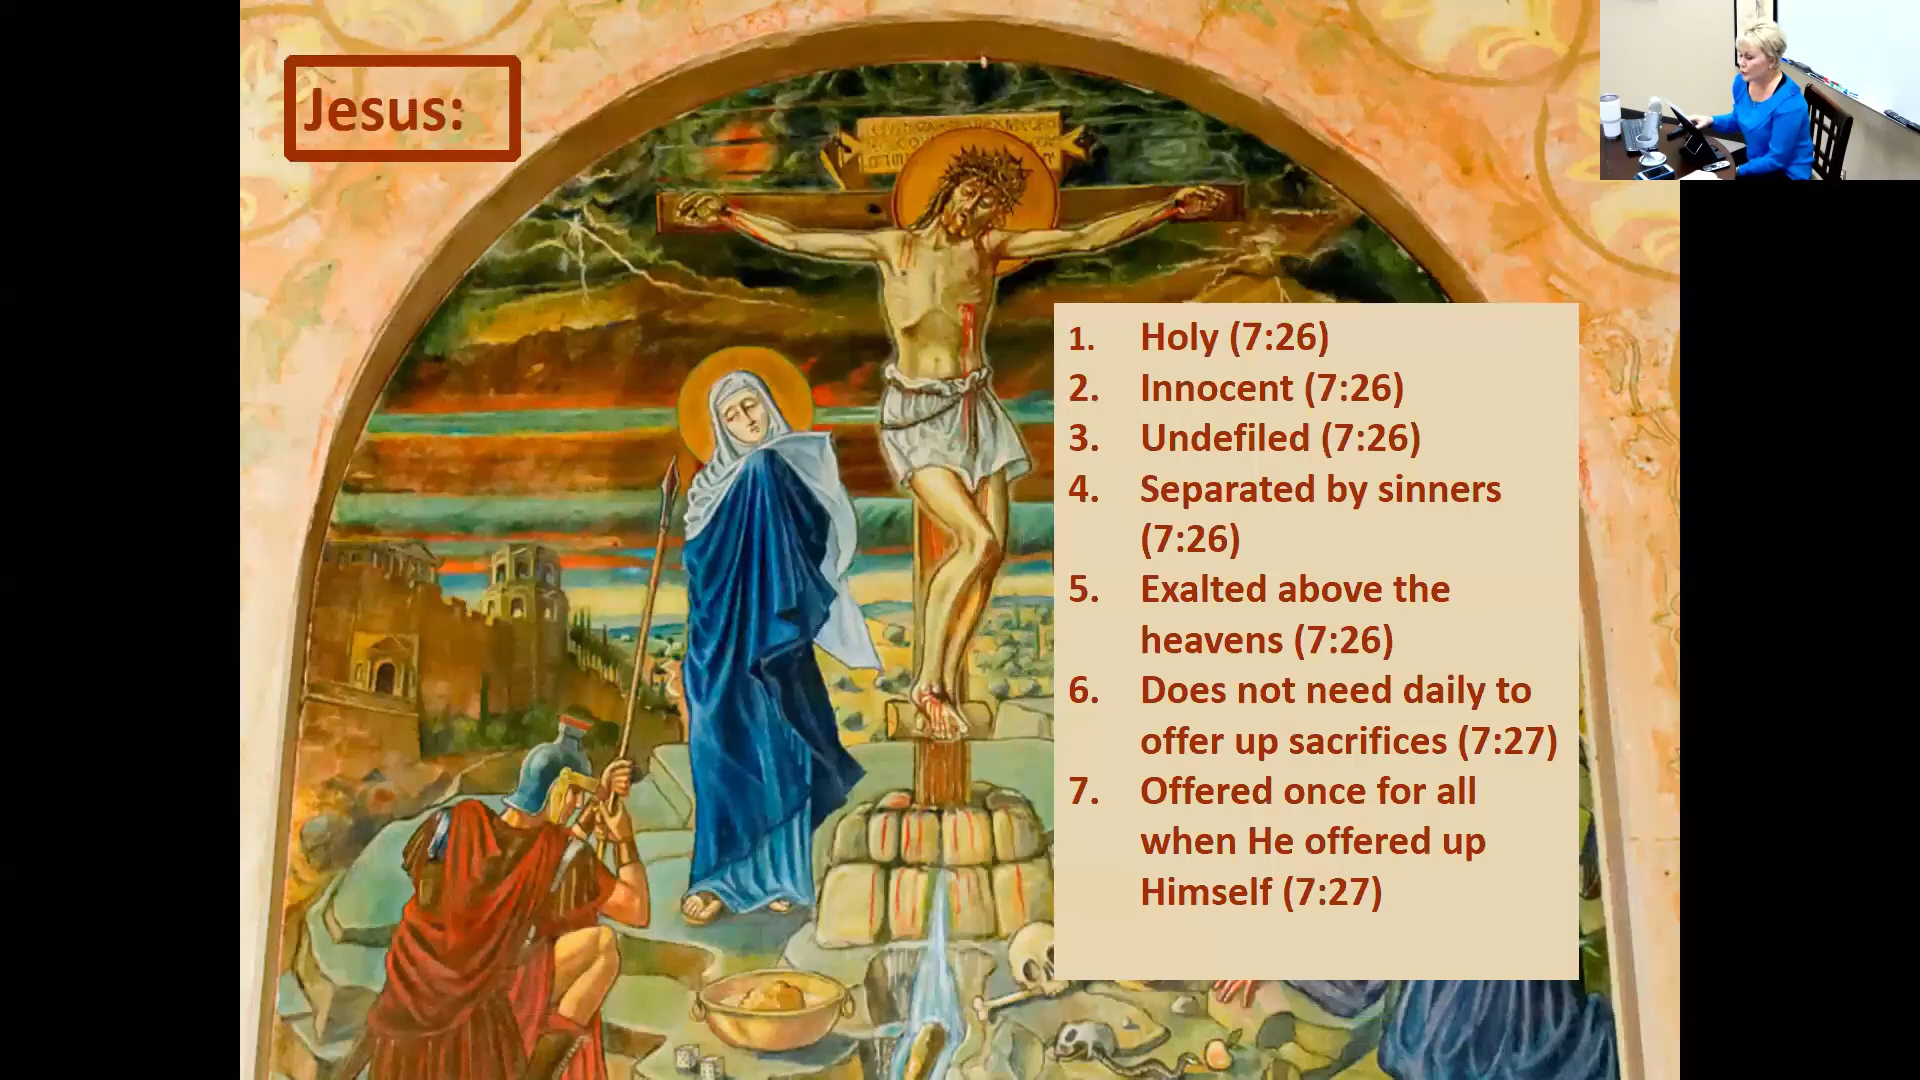 Jesus:
1. Holy (7:26)
2. Innocent (7:26)
3. Undefiled (7:26)
4. Separated by sinners
(7:26)
5. Exalted above the
heavens (7:26)
6. Does not need daily to
offer up sacrifices (7:27)
7. Offered once for all
when He offered up
Himself (7:27)